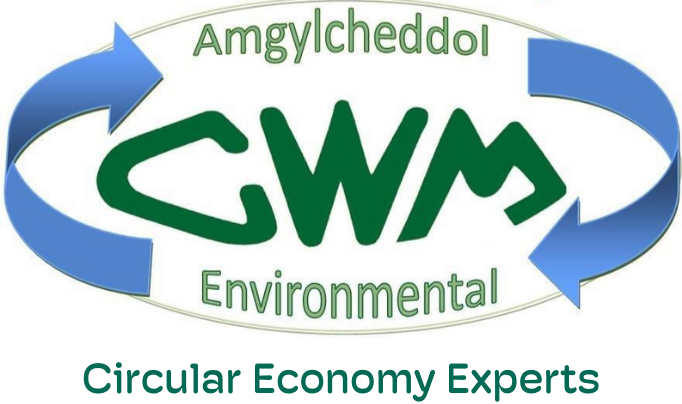 Amgylcheddol
CWM
Environmental
Circular Economy Experts